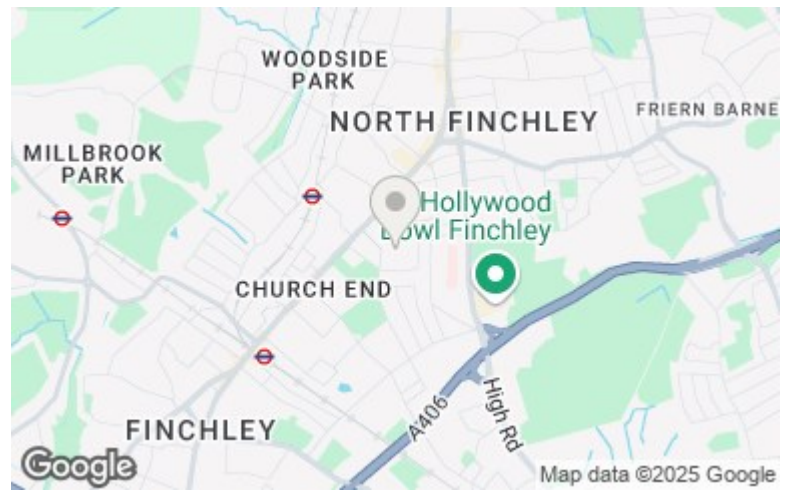 WOODSIDE
PARK
NORTH FINCHLEY
FRIERN BARNE
MILLBROOK
PARK
Hollywood
Bowl Finchley
CHURCH END
High Rd
A406
FINCHLEY
Google
Map data ©2025 Google